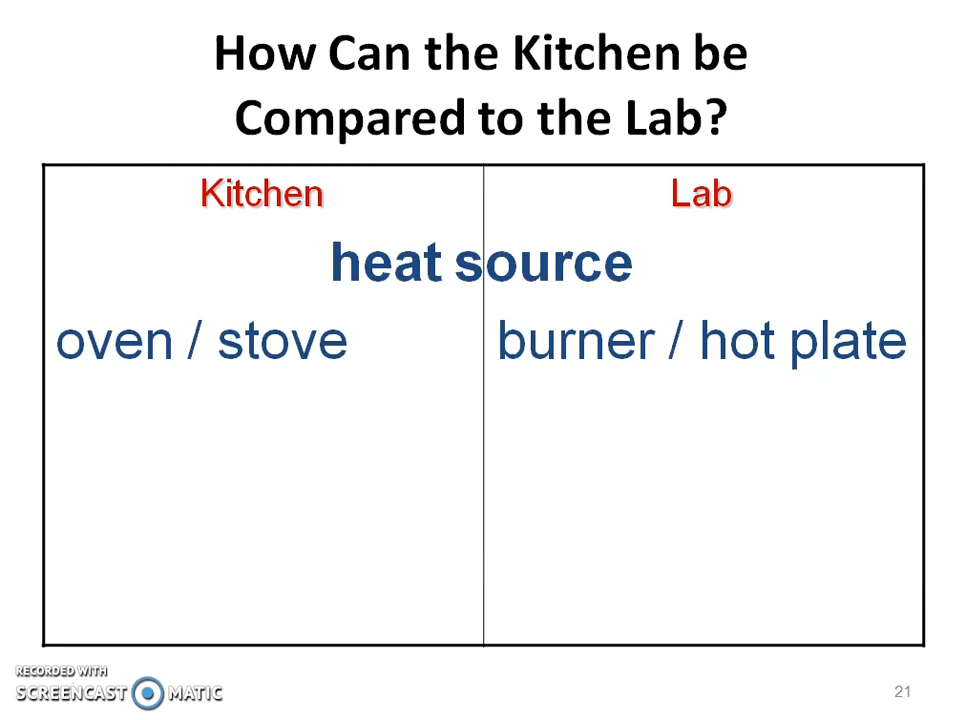 How Can the Kitchen be
Compared to the Lab?
Kitchen
Lab
heat source
oven / stove
burner / hot plate
RECORDED WITH
SCREENCAST MATIC
21